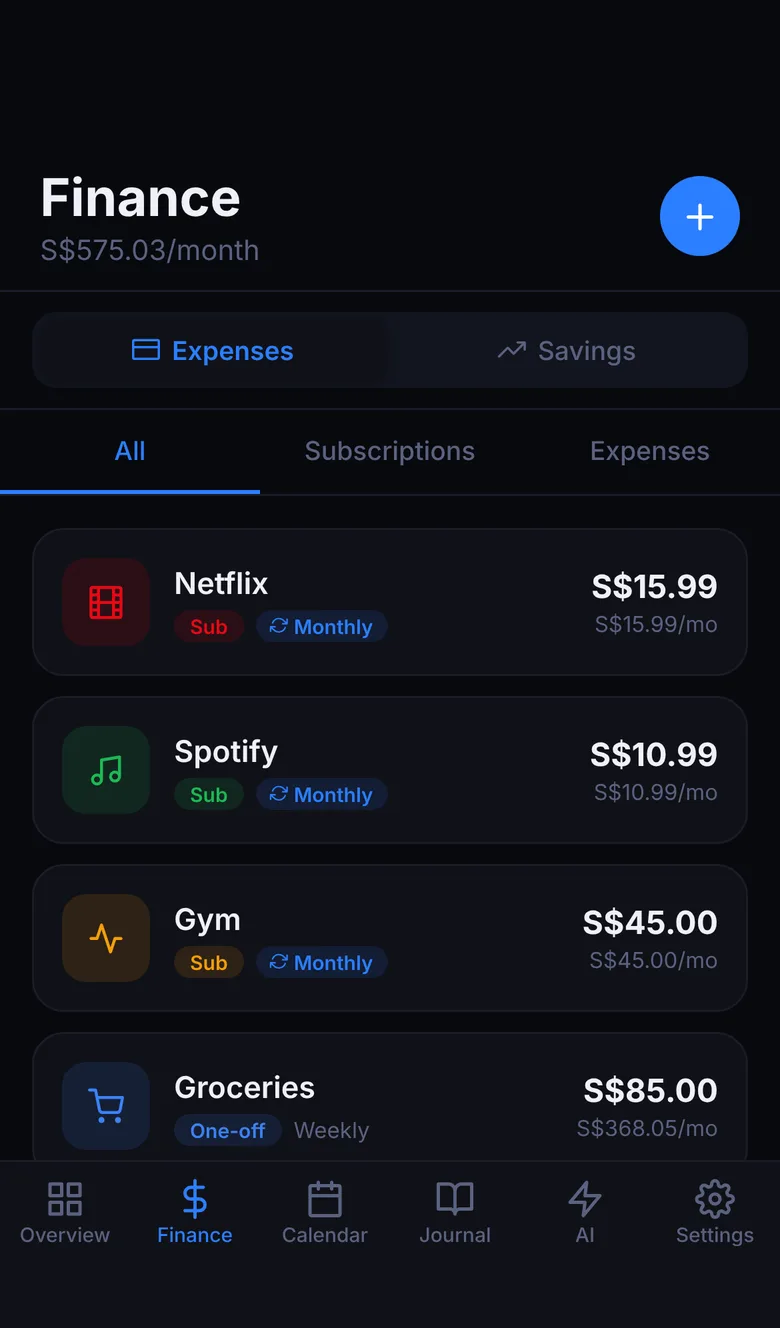 Finance
S$575.03/month
Expenses Savings
All Subscriptions Expenses
Netflix S$15.99
Sub Monthly S$15.99/mo
Spotify S$10.99
Sub Monthly S$10.99/mo
Gym S$45.00
Sub Monthly S$45.00/mo
Groceries S$85.00
One-off Weekly S$368.05/mo
Overview Finance Calendar Journal AI Settings